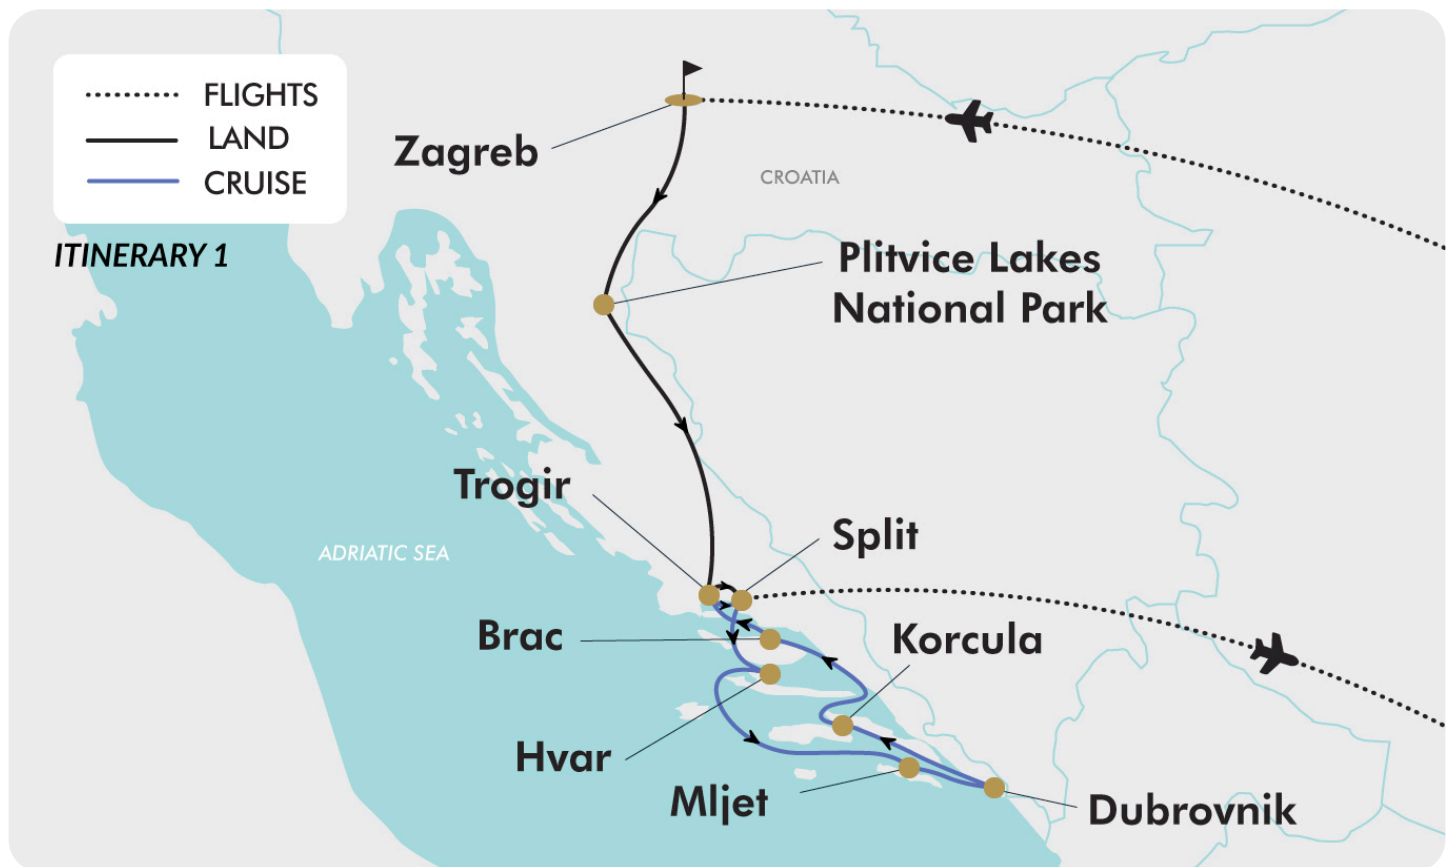 FLIGHTS
LAND
CRUISE
ITINERARY 1
Zagreb
CROATIA
Plitvice Lakes
National Park
Trogir
Split
ADRIATIC SEA
Brac
Korcula
Hvar
Mljet
Dubrovnik